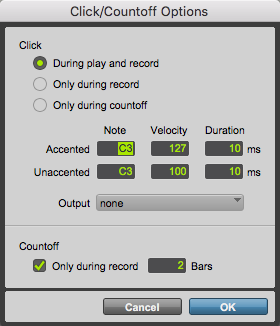 Click/Countoff Options
Click
During play and record
Only during record
Only during countoff
Note Velocity Duration
Accented C3 127 10 ms
Unaccented C3 100 10 ms
Output none
Countoff
Only during record 2 Bars
Cancel OK